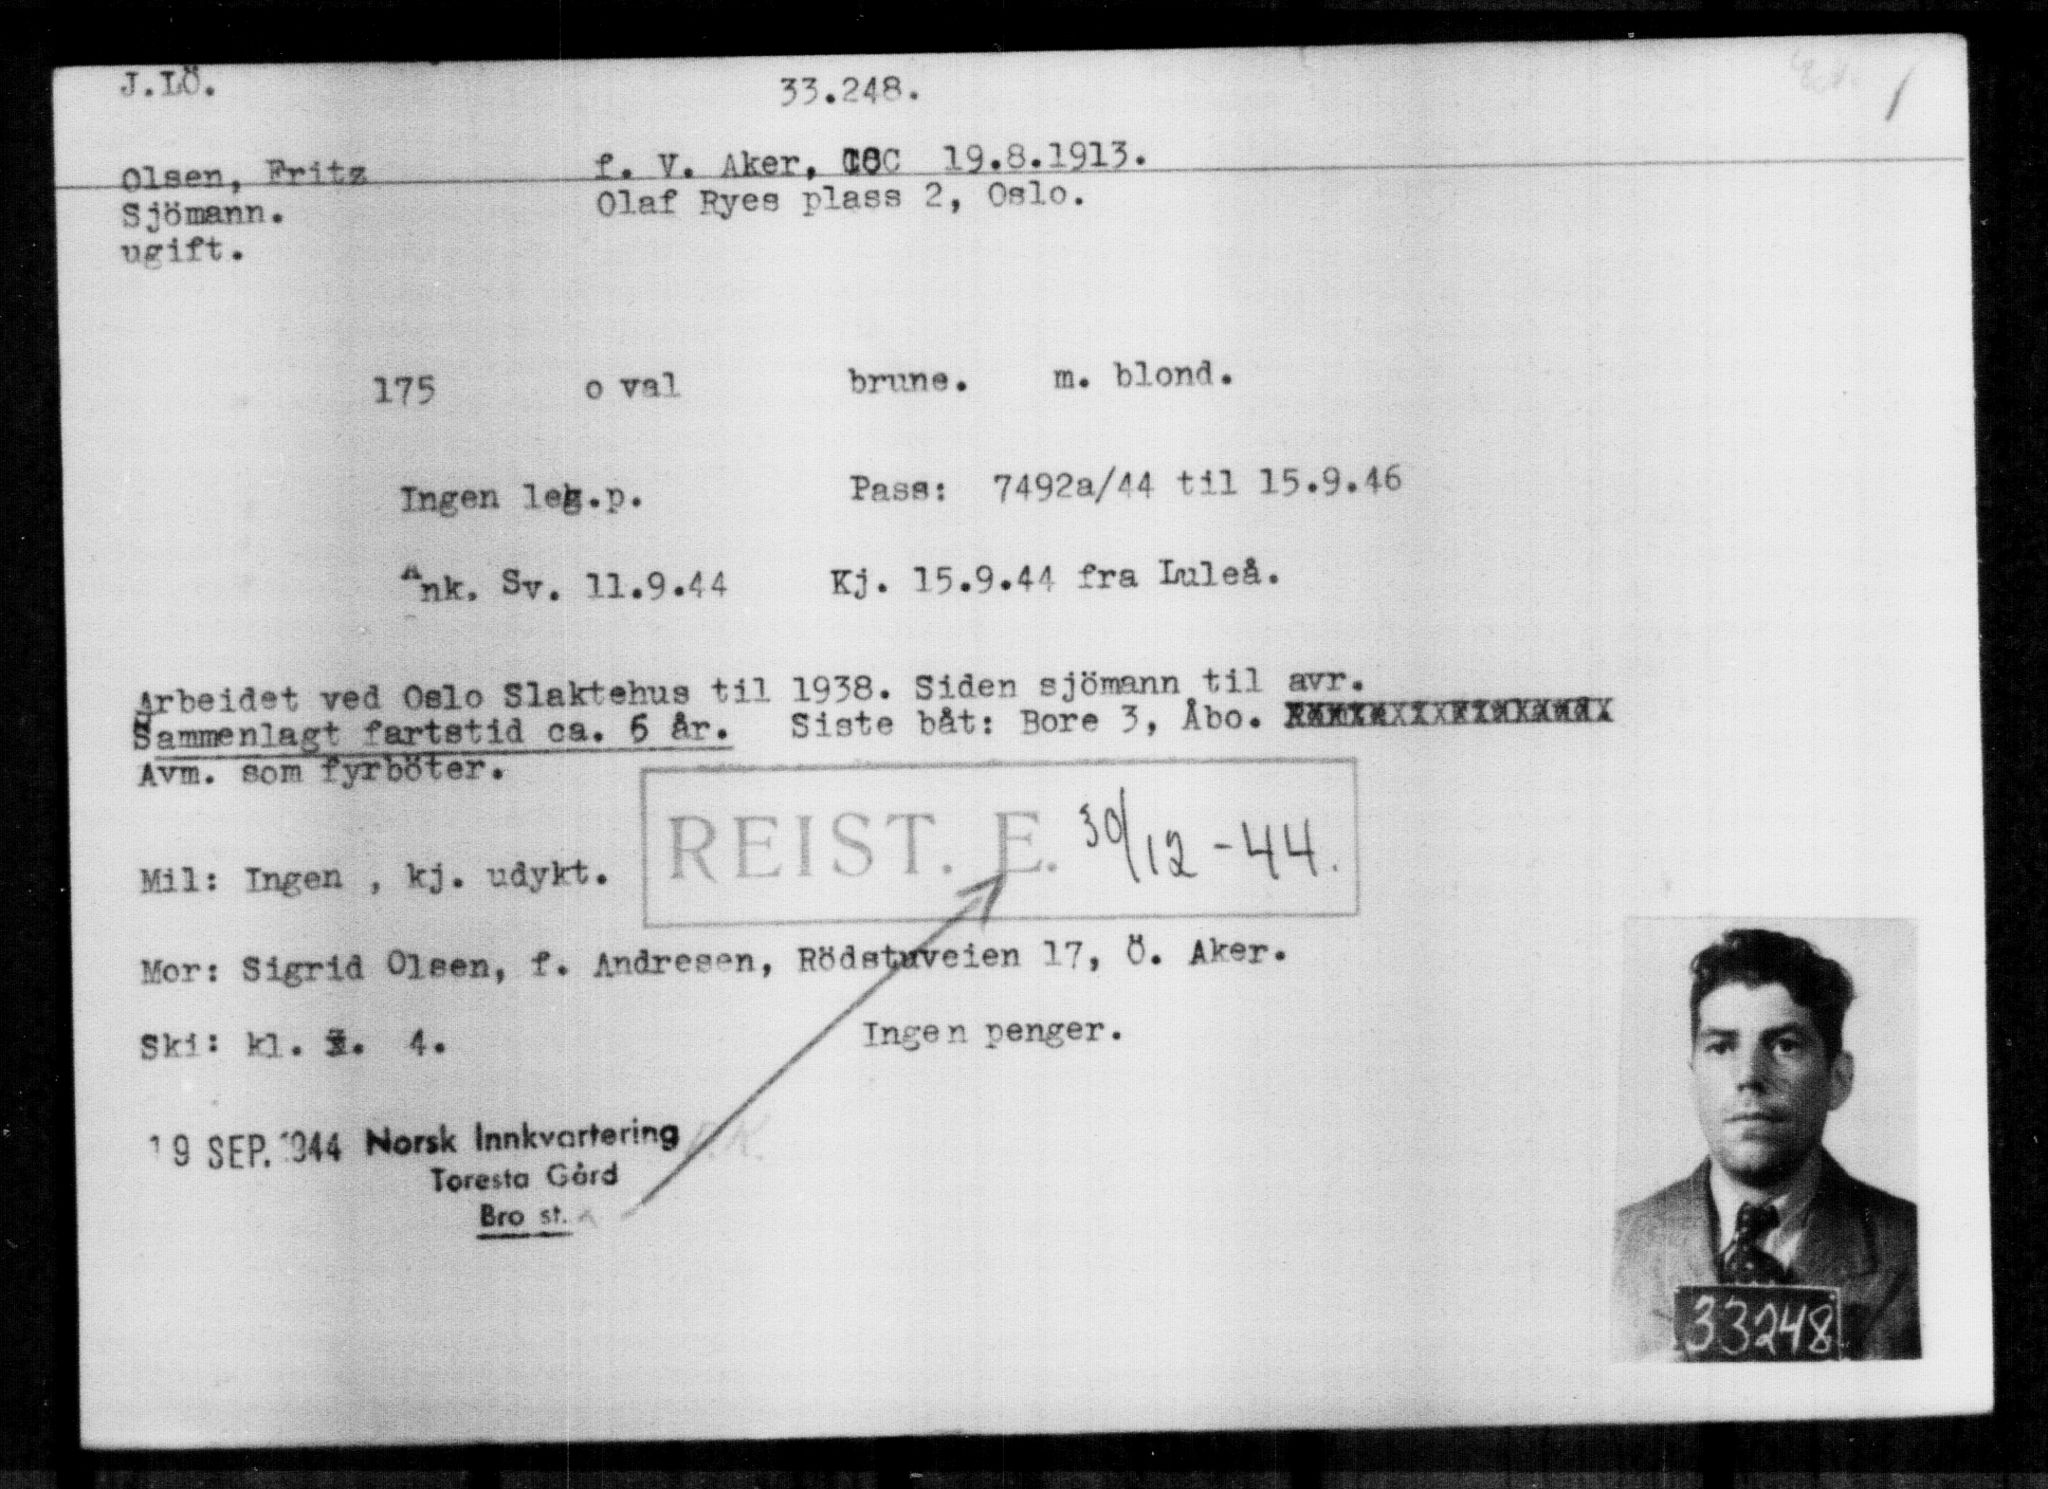 J.LÖ.
33.248.
Olsen, Fritz f. V. Aker, 19.8.1913.
Sjömann. Olaf Ryes plass 2, Oslo.
ugift.
175 o val brune. m. blond.
Ingen leg.p. Pass: 7492a/44 til 15.9.46
Ank. Sv. 11.9.44 Kj. 15.9.44 fra Luleå.
Arbeidet ved Oslo Slaktehus til 1938. Siden sjömann til avr.
Sammenlagt fartstid ca. 6 år. Siste båt: Bore 3, Åbo.
Avm. som fyrböter.
REIST. E. 30/12-44.
Mil: Ingen , kj. udykt.
Mor: Sigrid Olsen, f. Andresen, Rödstuveien 17, Ö. Aker.
Ski: kl. 4. Ingen penger.
19 SEP. 1944 Norsk Innkvartering
Toresta Gård
Bro st.
33248